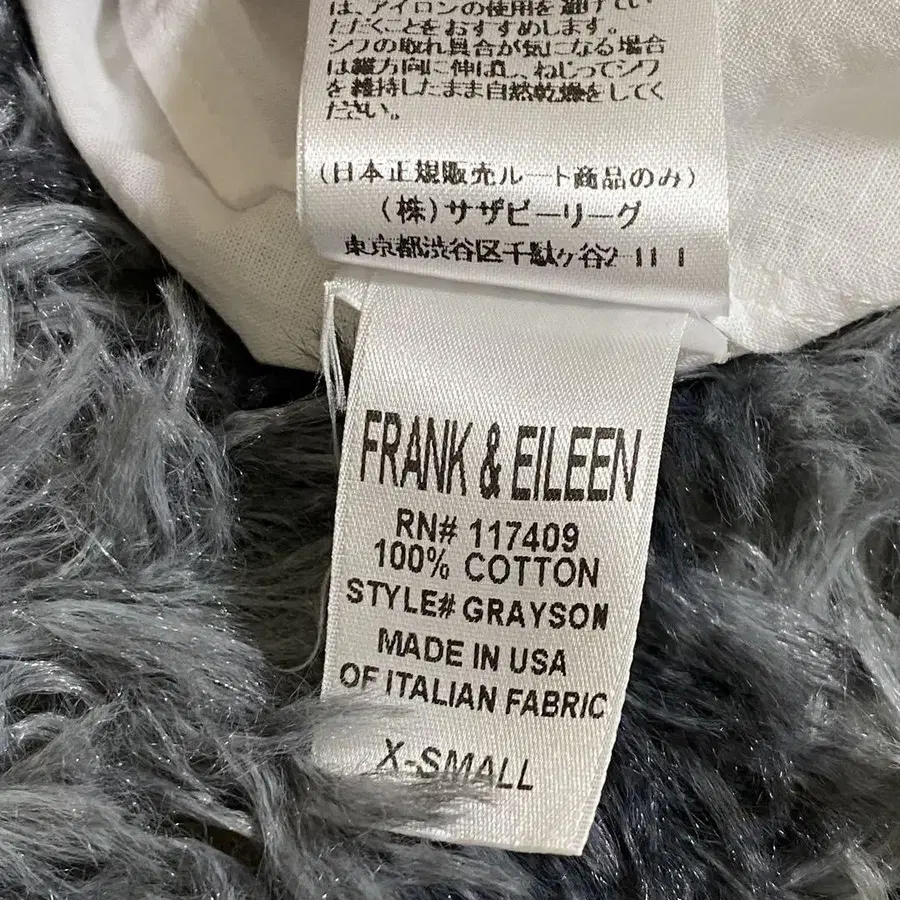 は、アイロンの使用を避けてい
ただくことをおすすめします。
シワの取れ具合が気になる場合
は縦方向に伸ばし、ねじってシワ
を維持したまま自然乾燥をしてく
ださい。
(日本正規販売ルート商品のみ)
(株)サザビーリーグ
東京都渋谷区千駄ヶ谷2-11-1
FRANK & EILEEN
RN# 117409
100% COTTON
STYLE# GRAYSON
MADE IN USA
OF ITALIAN FABRIC
X-SMALL